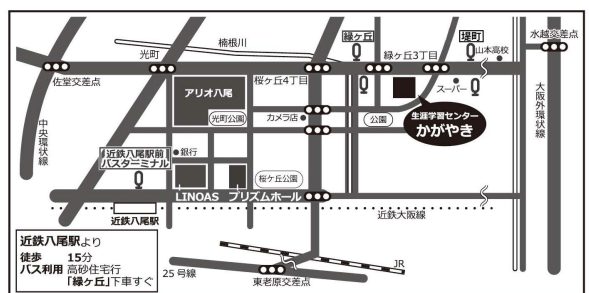 光町
楠根川
緑ヶ丘
緑ケ丘3丁目
堤町
山本高校
水越交差点
佐堂交差点
桜ケ丘4丁目
アリオ八尾
スーパー
光町公園
カメラ店
公園
生涯学習センター
かがやき
大阪外環状線
中央環状線
近鉄八尾駅前
バスターミナル
銀行
桜ケ丘公園
LINOAS
プリズムホール
近鉄八尾駅
近鉄大阪線
近鉄八尾駅より
徒歩 15分
バス利用 高砂住宅行
「緑ヶ丘」下車すぐ
25号線
JR
東老原交差点